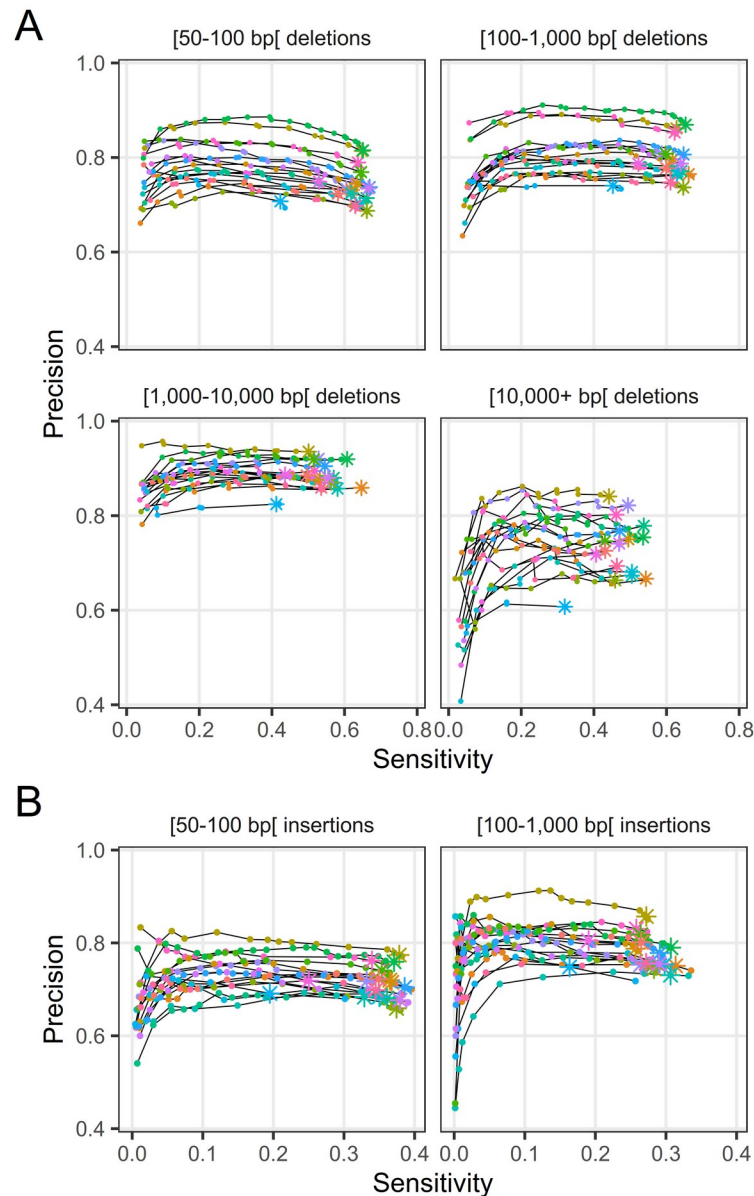 A
[50-100 bp[ deletions
[100-1,000 bp[ deletions
1.0
0.8
0.6
0.4
[1,000-10,000 bp[ deletions
[10,000+ bp[ deletions
1.0
0.8
0.6
0.4
0.0 0.2 0.4 0.6 0.8
0.0 0.2 0.4 0.6 0.8
Precision
Sensitivity
B
[50-100 bp[ insertions
[100-1,000 bp[ insertions
1.0
0.8
0.6
0.4
0.0 0.1 0.2 0.3 0.4
0.0 0.1 0.2 0.3 0.4
Precision
Sensitivity